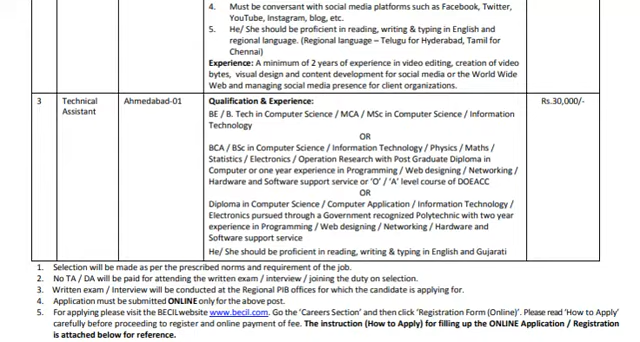 4. Must be conversant with social media platforms such as Facebook, Twitter,
YouTube, Instagram, blog, etc.
5. He/ She should be proficient in reading, writing & typing in English and
regional language. (Regional language – Telugu for Hyderabad, Tamil for
Chennai)
Experience: A minimum of 2 years of experience in video editing, creation of video
bytes, visual design and content development for social media or the World Wide
Web and managing social media presence for client organizations.
3 Technical Ahmedabad-01 Qualification & Experience: Rs.30,000/-
Assistant
BE / B. Tech in Computer Science / MCA / MSc in Computer Science / Information
Technology
OR
BCA / BSc in Computer Science / Information Technology / Physics / Maths /
Statistics / Electronics / Operation Research with Post Graduate Diploma in
Computer or one year experience in Programming / Web designing / Networking /
Hardware and Software support service or ‘O’ / ‘A’ level course of DOEACC
OR
Diploma in Computer Science / Computer Application / Information Technology /
Electronics pursued through a Government recognized Polytechnic with two year
experience in Programming / Web designing / Networking / Hardware and
Software support service
He/ She should be proficient in reading, writing & typing in English and Gujarati
1. Selection will be made as per the prescribed norms and requirement of the job.
2. No TA / DA will be paid for attending the written exam / interview / joining the duty on selection.
3. Written exam / Interview will be conducted at the Regional PIB offices for which the candidate is applying for.
4. Application must be submitted ONLINE only for the above post.
5. For applying please visit the BECIL website www.becil.com. Go the ‘Careers Section’ and then click ‘Registration Form (Online)’. Please read ‘How to Apply’
carefully before proceeding to register and online payment of fee. The instruction (How to Apply) for filling up the ONLINE Application / Registration
is attached below for reference.